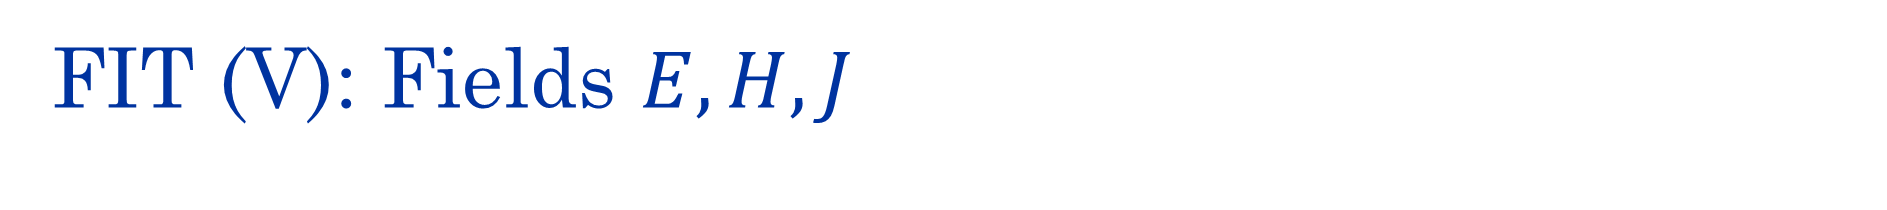 FIT (V): Fields E, H, J